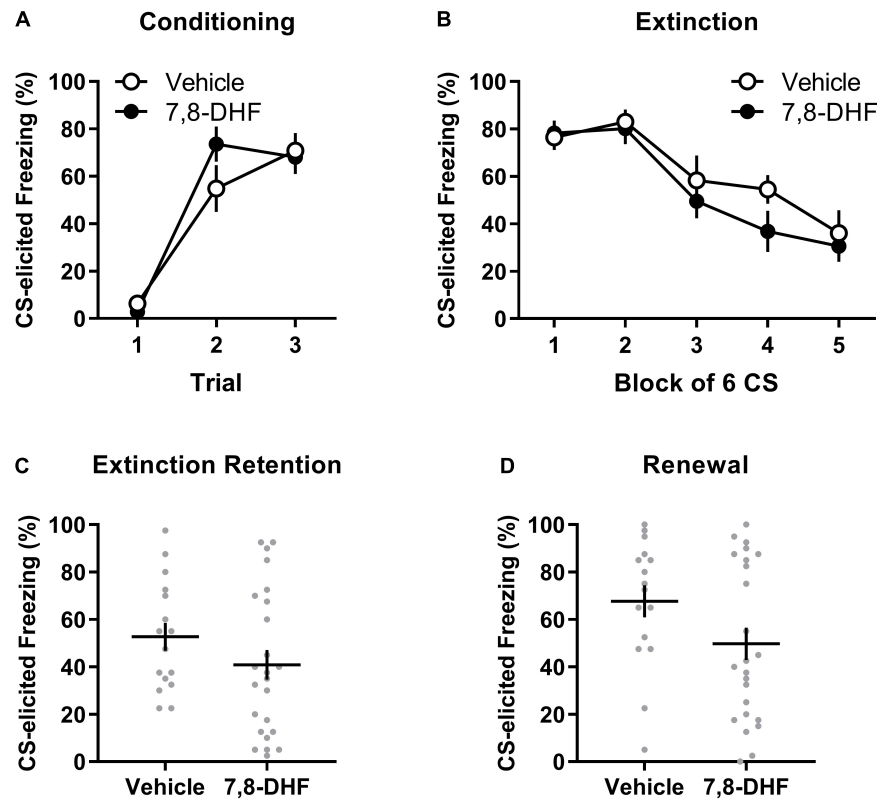 A
Conditioning
CS-elicited Freezing (%)
100
80
60
40
20
0
Vehicle
7,8-DHF
1 2 3
Trial
B
Extinction
CS-elicited Freezing (%)
100
80
60
40
20
0
Vehicle
7,8-DHF
1 2 3 4 5
Block of 6 CS
C
Extinction Retention
CS-elicited Freezing (%)
100
80
60
40
20
0
Vehicle 7,8-DHF
D
Renewal
CS-elicited Freezing (%)
100
80
60
40
20
0
Vehicle 7,8-DHF